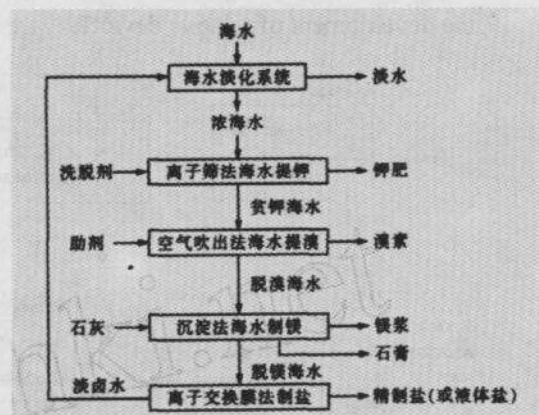 海水
海水淡化系统
淡水
浓海水
洗脱剂
离子筛法海水提钾
钾肥
贫钾海水
助剂
空气吹出法海水提溴
溴素
脱溴海水
石灰
沉淀法海水制镁
镁浆
石膏
脱镁海水
淡卤水
离子交换膜法制盐
精制盐(或液体盐)